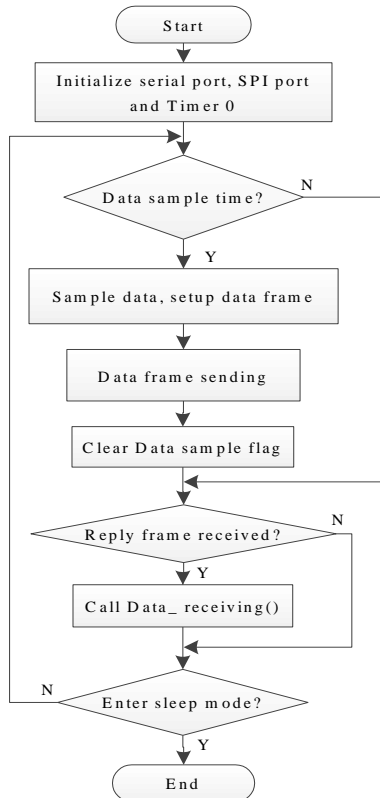 Start
Initialize serial port, SPI port
and Timer 0
Data sample time?
N
Y
Sample data, setup data frame
Data frame sending
Clear Data sample flag
Reply frame received?
N
Y
Call Data_ receiving()
N
Enter sleep mode?
Y
End